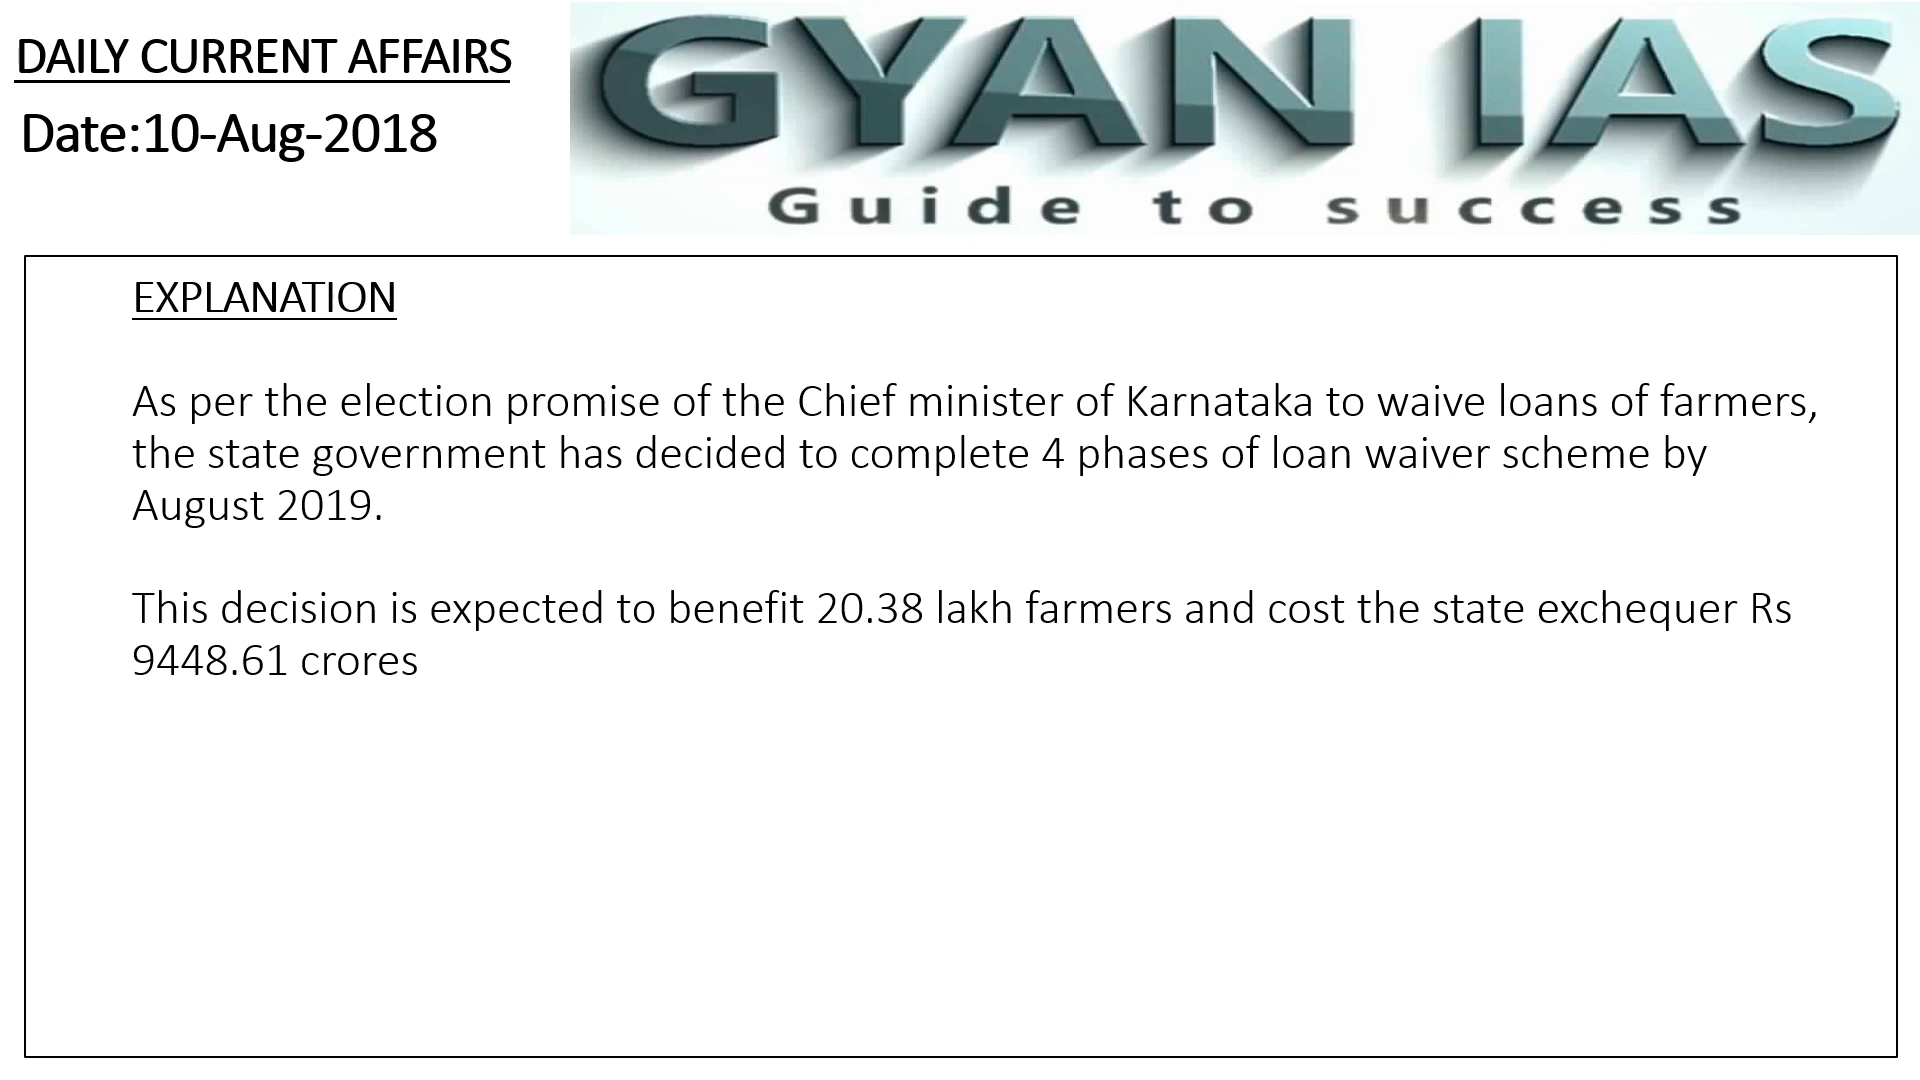 DAILY CURRENT AFFAIRS
Date:10-Aug-2018
GYAN IAS
Guide to success
EXPLANATION
As per the election promise of the Chief minister of Karnataka to waive loans of farmers,
the state government has decided to complete 4 phases of loan waiver scheme by
August 2019.
This decision is expected to benefit 20.38 lakh farmers and cost the state exchequer Rs
9448.61 crores